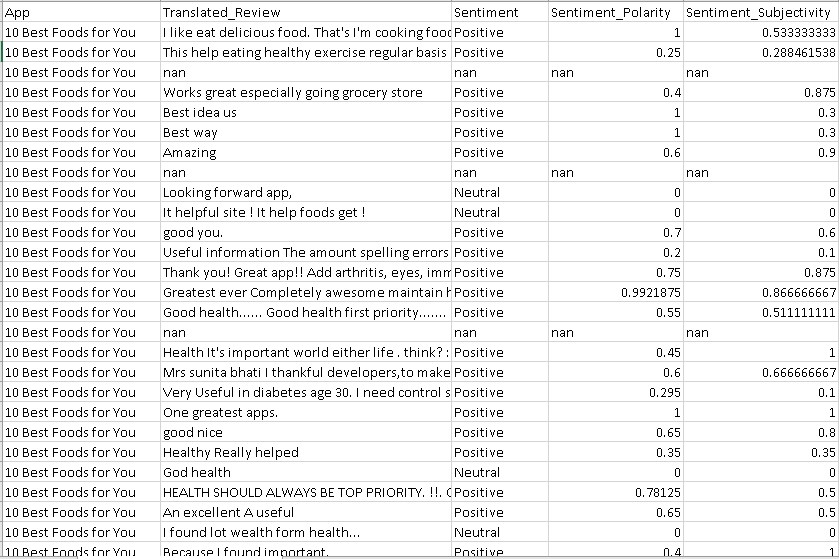 App Translated_Review Sentiment Sentiment_Polarity Sentiment_Subjectivity
10 Best Foods for You I like eat delicious food. That's I'm cooking food Positive 1 0.533333333
10 Best Foods for You This help eating healthy exercise regular basis Positive 0.25 0.288461538
10 Best Foods for You nan nan nan nan
10 Best Foods for You Works great especially going grocery store Positive 0.4 0.875
10 Best Foods for You Best idea us Positive 1 0.3
10 Best Foods for You Best way Positive 1 0.3
10 Best Foods for You Amazing Positive 0.6 0.9
10 Best Foods for You nan nan nan nan
10 Best Foods for You Looking forward app, Neutral 0 0
10 Best Foods for You It helpful site ! It help foods get ! Neutral 0 0
10 Best Foods for You good you. Positive 0.7 0.6
10 Best Foods for You Useful information The amount spelling errors Positive 0.2 0.1
10 Best Foods for You Thank you! Great app!! Add arthritis, eyes, imm Positive 0.75 0.875
10 Best Foods for You Greatest ever Completely awesome maintain h Positive 0.9921875 0.866666667
10 Best Foods for You Good health...... Good health first priority....... Positive 0.55 0.511111111
10 Best Foods for You nan nan nan nan
10 Best Foods for You Health It's important world either life . think? : Positive 0.45 1
10 Best Foods for You Mrs sunita bhati I thankful developers,to make Positive 0.6 0.666666667
10 Best Foods for You Very Useful in diabetes age 30. I need control s Positive 0.295 0.1
10 Best Foods for You One greatest apps. Positive 1 1
10 Best Foods for You good nice Positive 0.65 0.8
10 Best Foods for You Healthy Really helped Positive 0.35 0.35
10 Best Foods for You God health Neutral 0 0
10 Best Foods for You HEALTH SHOULD ALWAYS BE TOP PRIORITY. !!. Positive 0.78125 0.5
10 Best Foods for You An excellent A useful Positive 0.65 0.5
10 Best Foods for You I found lot wealth form health... Neutral 0 0
10 Best Foods for You Because I found important. Positive 0.4 1